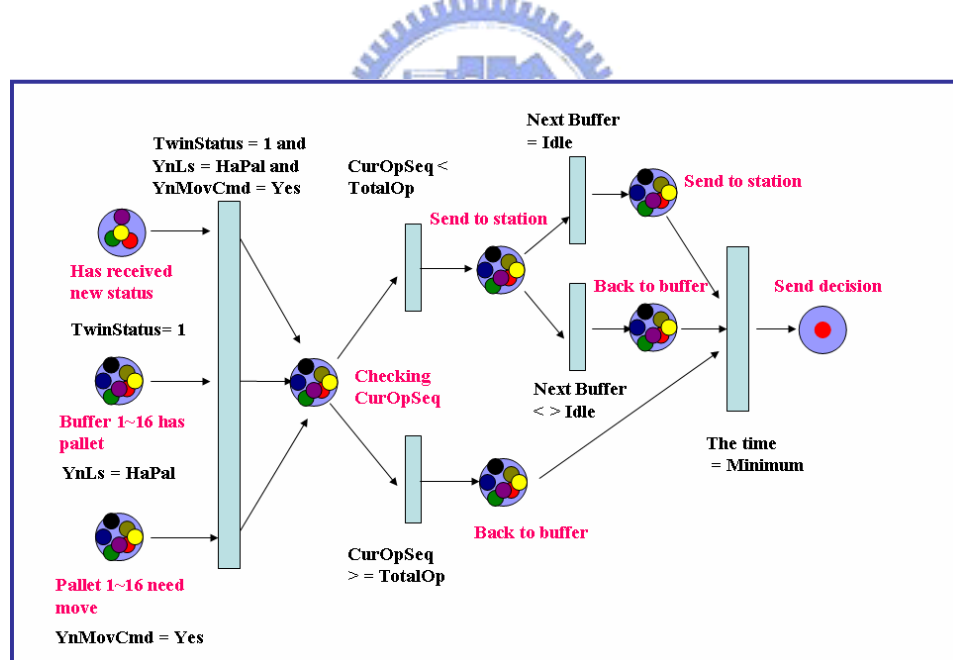 TwinStatus = 1 and
YnLs = HaPal and
YnMovCmd = Yes
Has received
new status
TwinStatus= 1
Buffer 1~16 has
pallet
YnLs = HaPal
Pallet 1~16 need
move
YnMovCmd = Yes
Checking
CurOpSeq
CurOpSeq <
TotalOp
Send to station
CurOpSeq
> = TotalOp
Back to buffer
Next Buffer
= Idle
Send to station
Back to buffer
Next Buffer
< > Idle
The time
= Minimum
Send decision